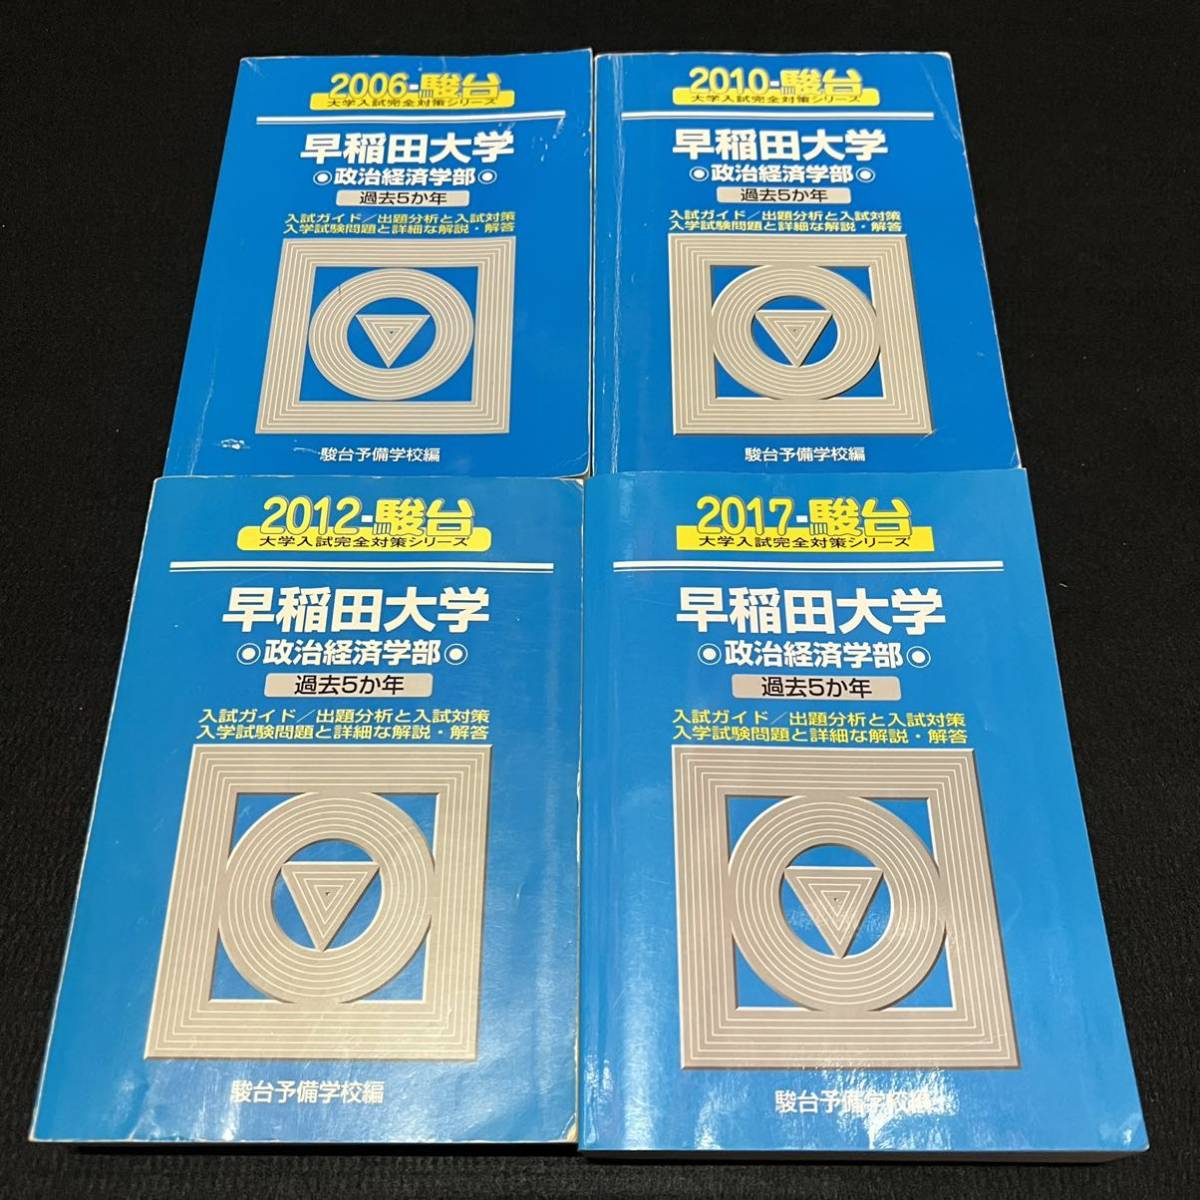 2006-駿台
大学入試完全対策シリーズ
早稲田大学
政治経済学部
過去5か年
入試ガイド/出題分析と入試対策
入学試験問題と詳細な解説・解答
駿台予備学校編
2010-駿台
大学入試完全対策シリーズ
早稲田大学
政治経済学部
過去5か年
入試ガイド/出題分析と入試対策
入学試験問題と詳細な解説・解答
駿台予備学校編
2012-駿台
大学入試完全対策シリーズ
早稲田大学
政治経済学部
過去5か年
入試ガイド/出題分析と入試対策
入学試験問題と詳細な解説・解答
駿台予備学校編
2017-駿台
大学入試完全対策シリーズ
早稲田大学
政治経済学部
過去5か年
入試ガイド/出題分析と入試対策
入学試験問題と詳細な解説・解答
駿台予備学校編